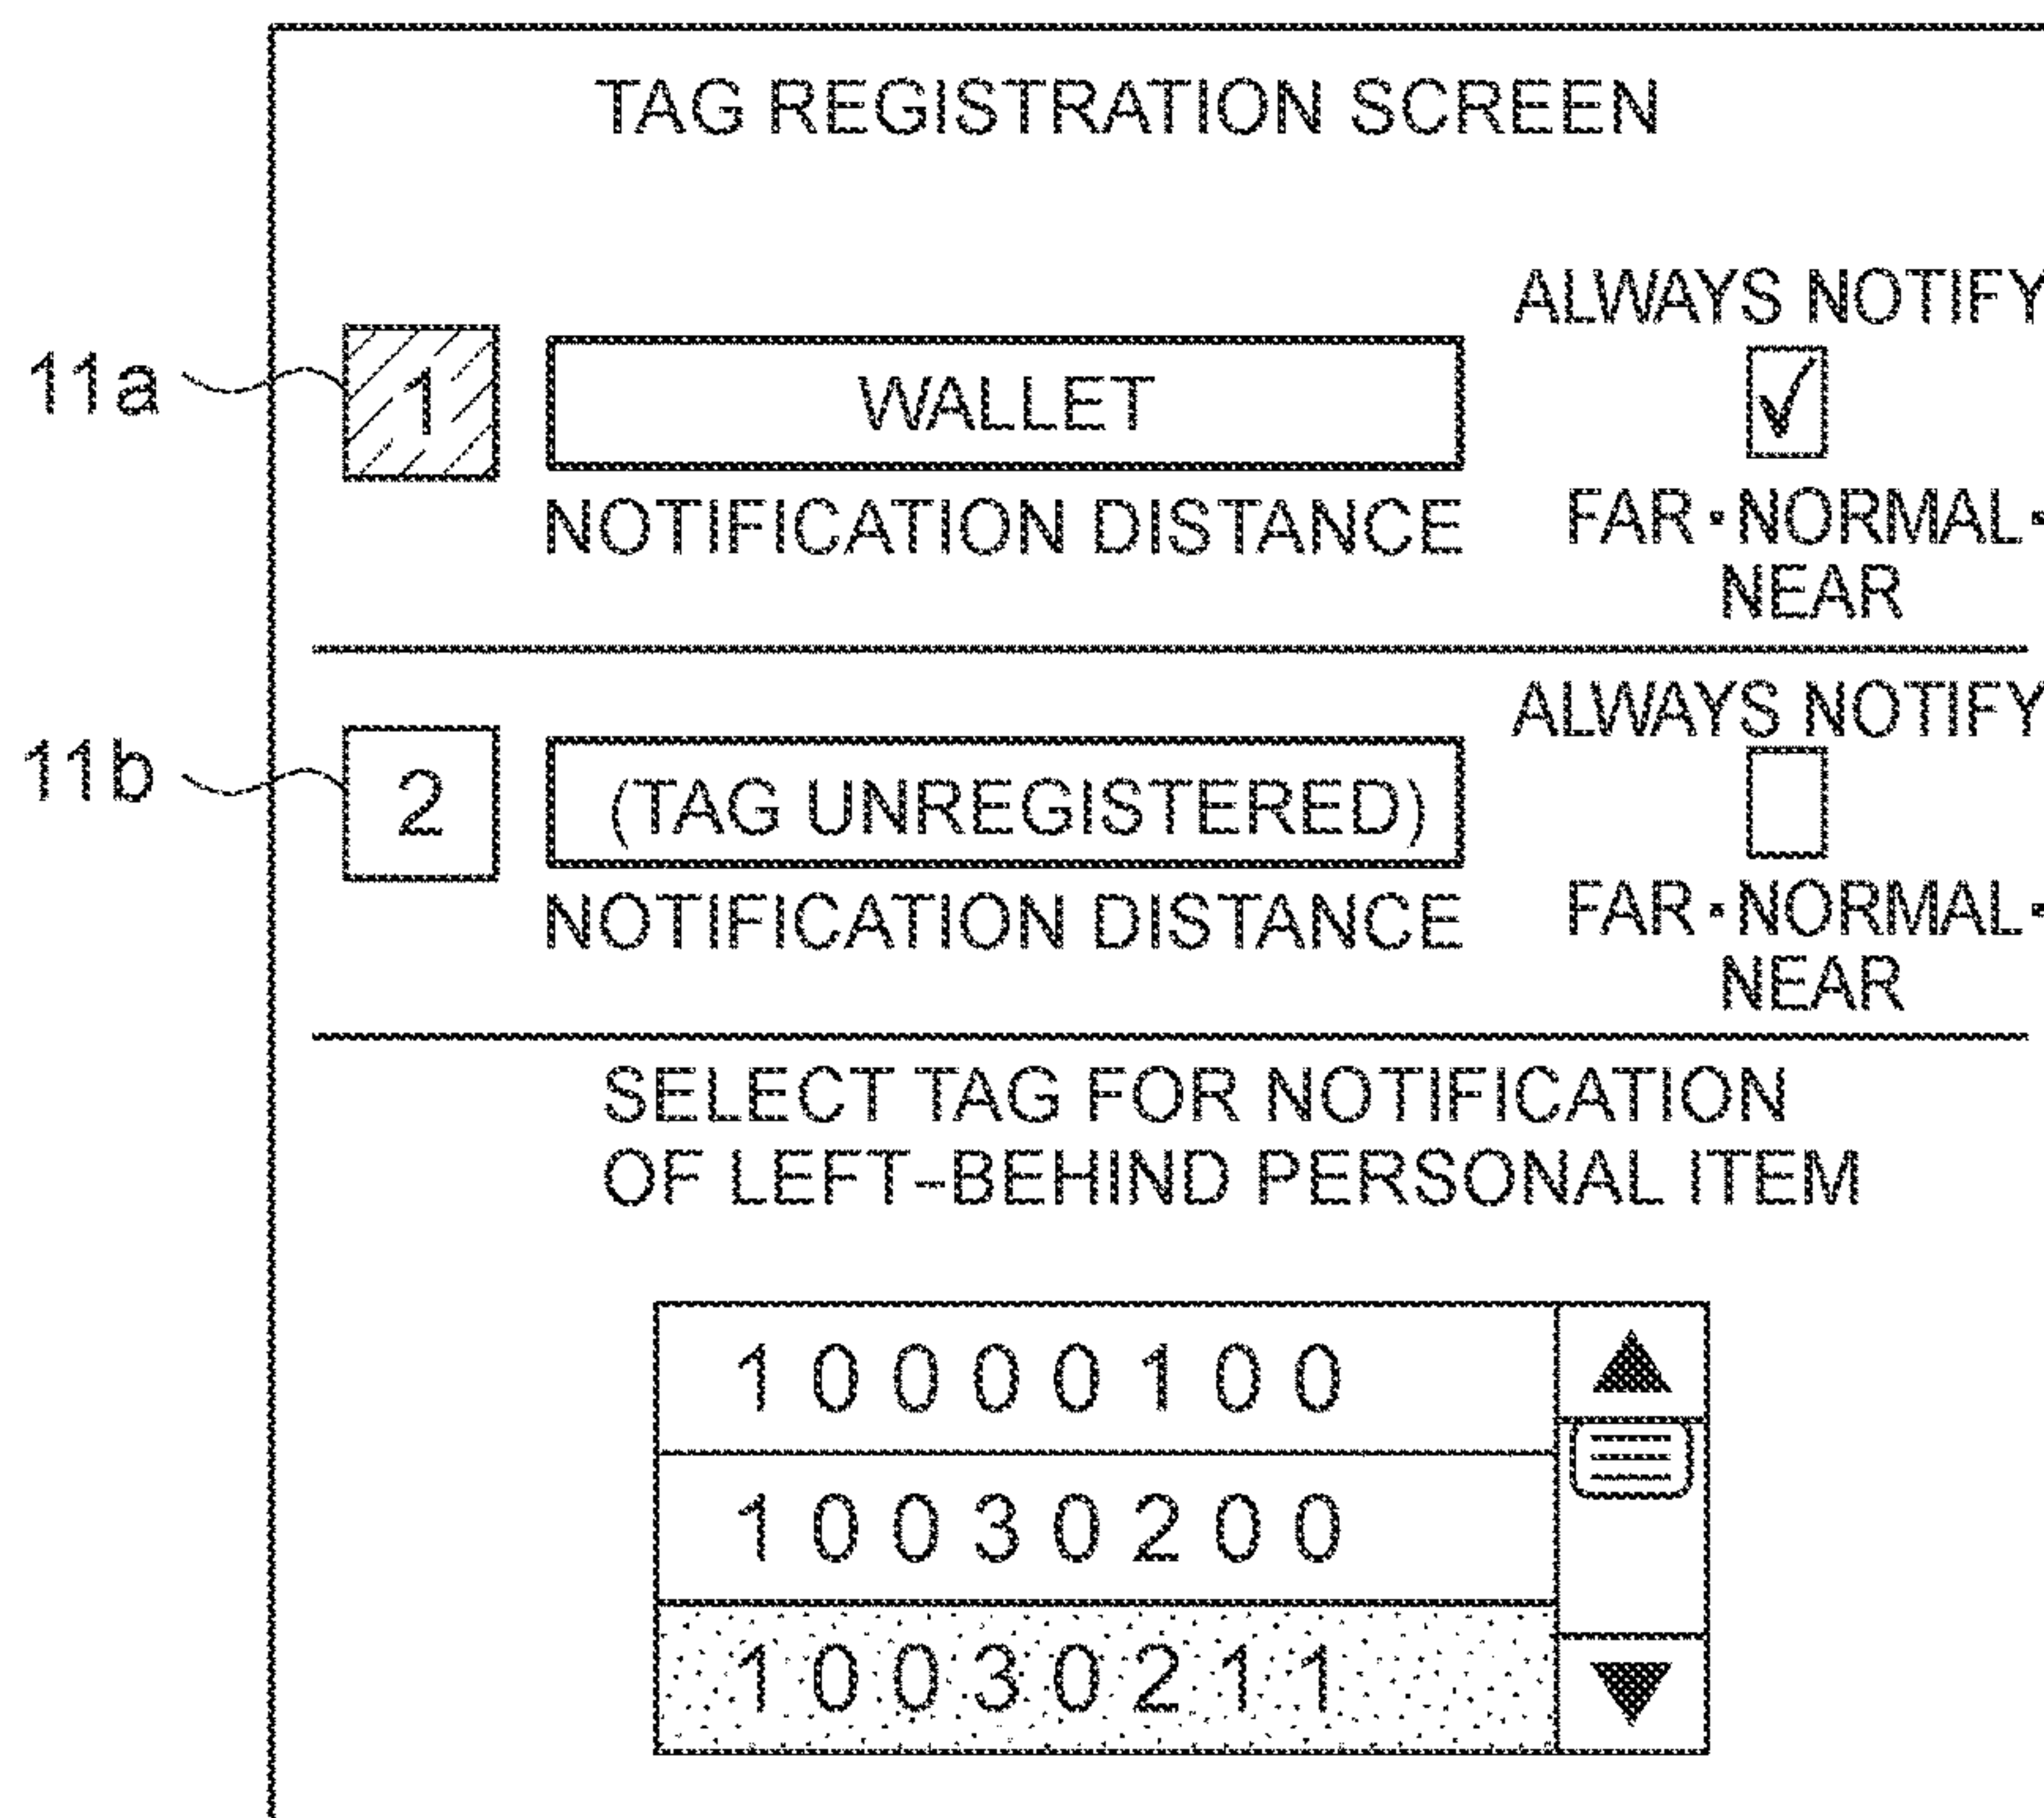 TAG REGISTRATION SCREEN
ALWAYS NOTIFY
11a
1
WALLET
✓
NOTIFICATION DISTANCE
FAR·NORMAL·
NEAR
ALWAYS NOTIFY
11b
2
(TAG UNREGISTERED)
NOTIFICATION DISTANCE
FAR·NORMAL·
NEAR
SELECT TAG FOR NOTIFICATION
OF LEFT-BEHIND PERSONAL ITEM
10000100
10030200
10030211